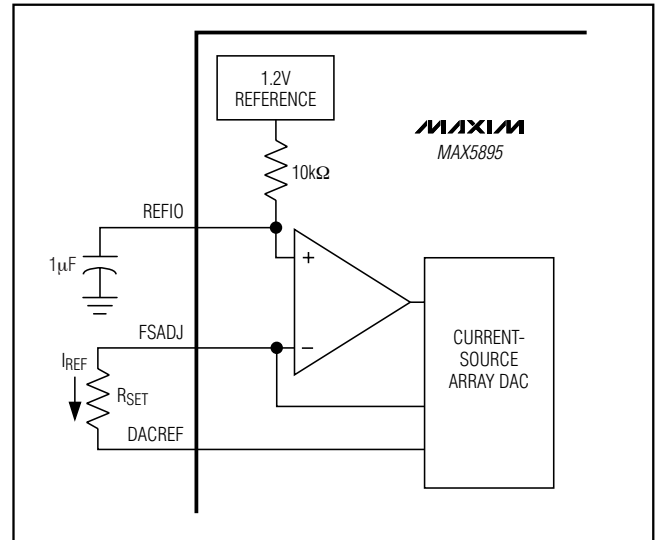 1.2V
REFERENCE
MAXIM
MAX5895
10kΩ
REFIO
+
1µF
FSADJ
−
CURRENT-
SOURCE
ARRAY DAC
IREF
RSET
DACREF